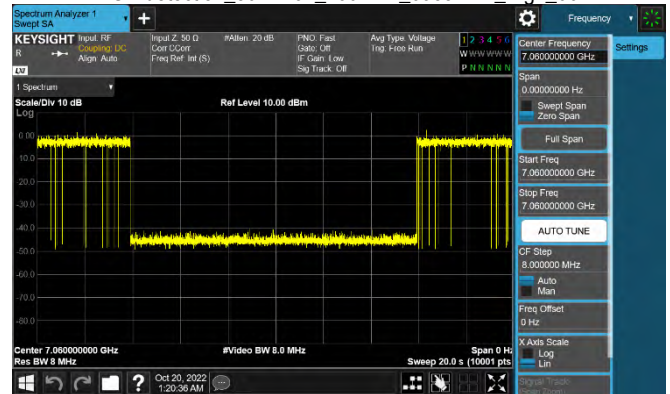 Spectrum Analyzer 1
Swept SA
+
Frequency
KEYSIGHT
R
LXI
Input: RF
Coupling: DC
Align: Auto
Input Z: 50 Ω
Corr CCorr
Freq Ref: Int (S)
#Atten: 20 dB
PNO: Fast
Gate: Off
IF Gain: Low
Sig Track: Off
Avg Type: Voltage
Trig: Free Run
1 2 3 4 5 6
W W W W W W
P N N N N N
1 Spectrum
Scale/Div 10 dB
Ref Level 10.00 dBm
Log
0.00
-10.0
-20.0
-30.0
-40.0
-50.0
-60.0
-70.0
-80.0
Center 7.060000000 GHz
Res BW 8 MHz
#Video BW 8.0 MHz
Span 0 Hz
Sweep 20.0 s (10001 pts
Center Frequency
7.060000000 GHz
Settings
Span
0.00000000 Hz
Swept Span
Zero Span
Full Span
Start Freq
7.060000000 GHz
Stop Freq
7.060000000 GHz
AUTO TUNE
CF Step
8.000000 MHz
Auto
Man
Freq Offset
0 Hz
X Axis Scale
Log
Lin
Signal Track
?
Oct 20, 2022
1:20:36 AM